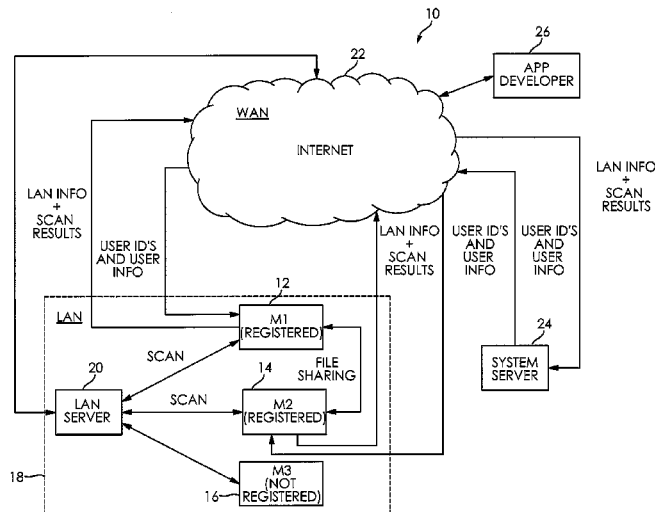 10
26
APP
DEVELOPER
22
WAN
INTERNET
LAN INFO
+
SCAN
RESULTS
USER ID'S
AND USER
INFO
LAN INFO
+
SCAN
RESULTS
USER ID'S
AND USER
INFO
USER ID'S
AND USER
INFO
LAN INFO
+
SCAN
RESULTS
LAN
12
M1
(REGISTERED)
SCAN
FILE
SHARING
24
SYSTEM
SERVER
20
LAN
SERVER
SCAN
14
M2
(REGISTERED)
18
16
M3
(NOT
REGISTERED)